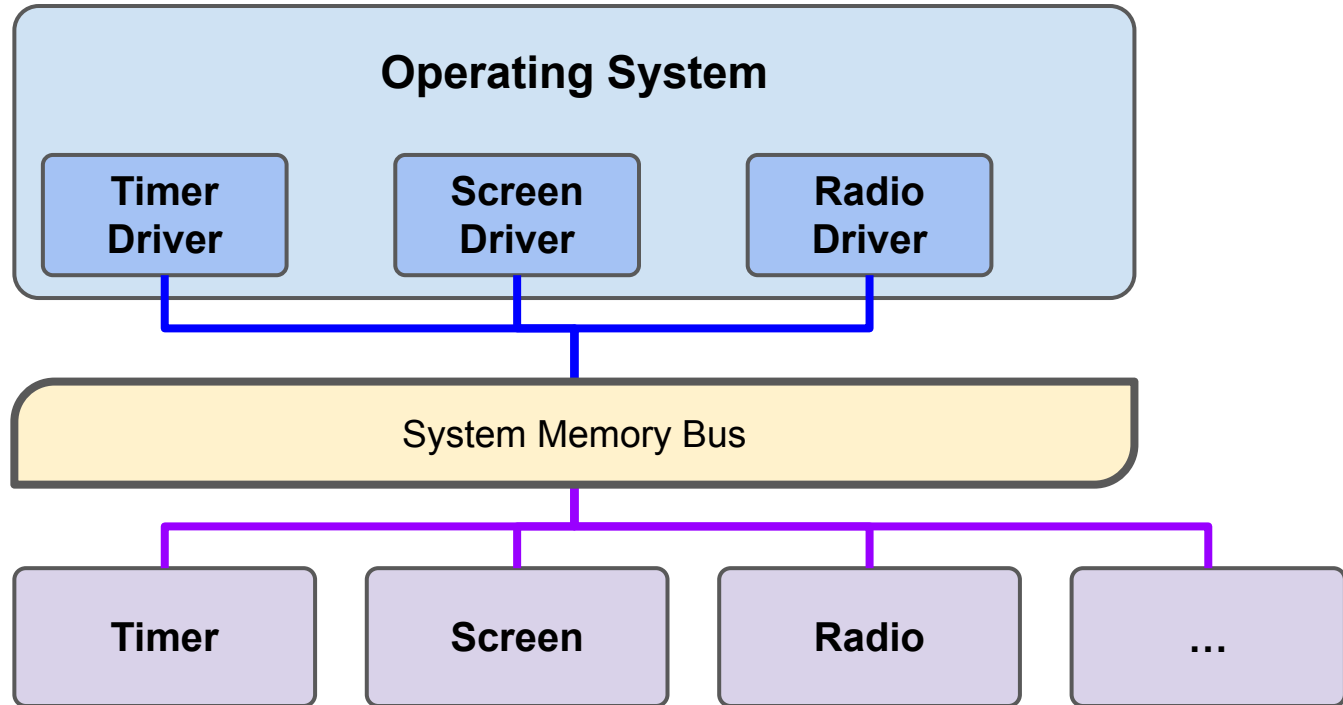 Operating System
Timer
Driver
Screen
Driver
Radio
Driver
System Memory Bus
Timer
Screen
Radio
...